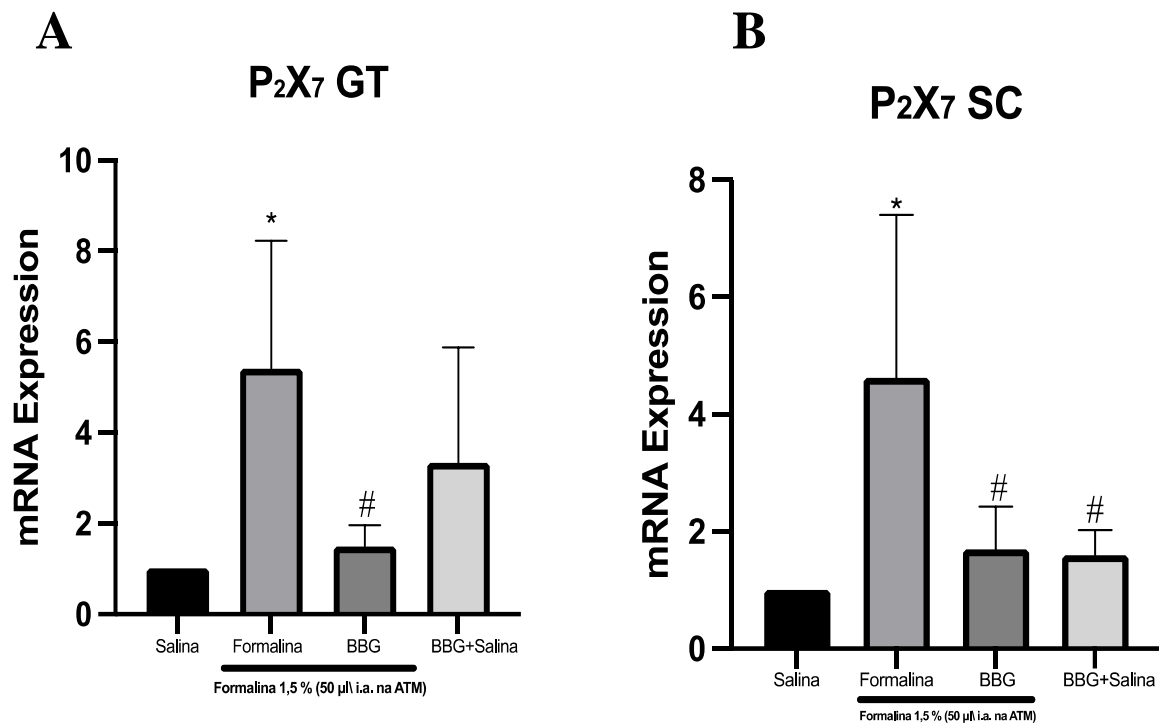 A
P₂X₇ GT
mRNA Expression
10
8
6
4
2
0
*
#
Salina
Formalina
BBG
BBG+Salina
Formalina 1,5 % (50 µl\ i.a. na ATM)
B
P₂X₇ SC
mRNA Expression
8
6
4
2
0
*
#
#
Salina
Formalina
BBG
BBG+Salina
Formalina 1,5 % (50 µl\ i.a. na ATM)